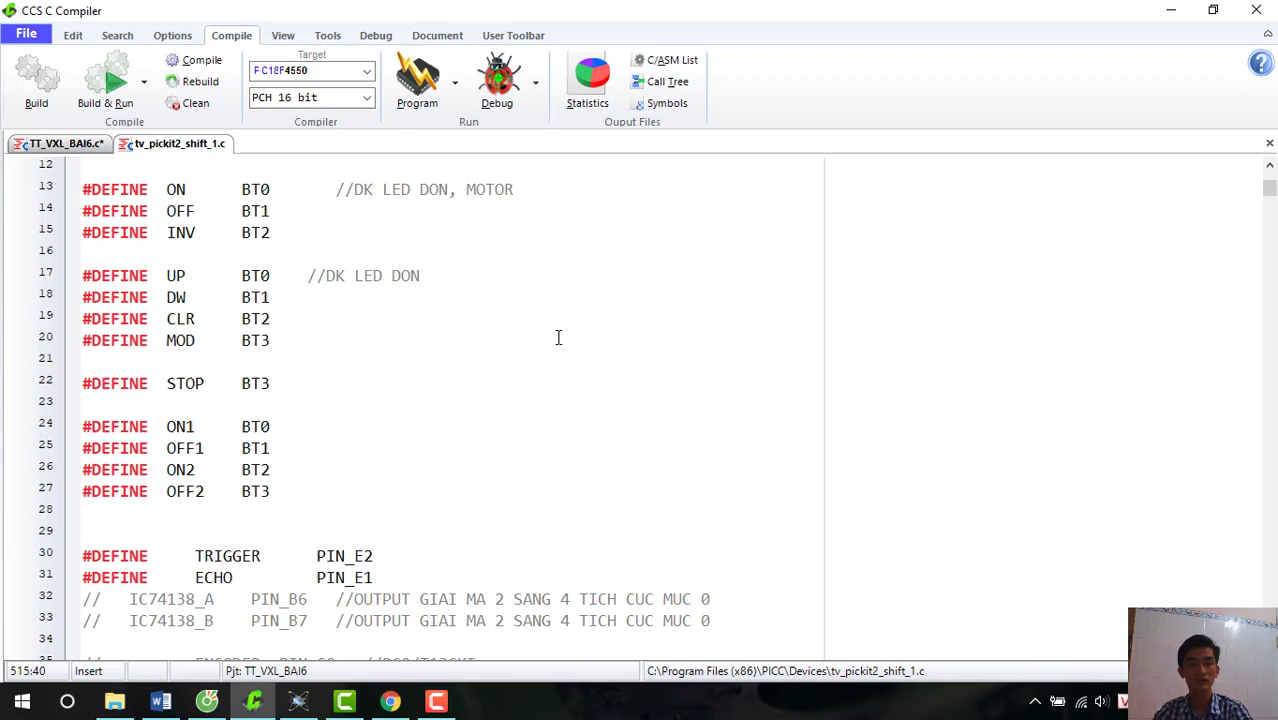 CCS C Compiler
File Edit Search Options Compile View Tools Debug Document User Toolbar
Build
Build & Run
Compile
Rebuild
Clean
Compile
Target
PCH 16 bit
Compiler
Program
Debug
Run
Statistics
C/ASM List
Call Tree
Symbols
Ouput Files
TT_VXL_BAI6.c* tv_pickit2_shift_1.c
12
13 #DEFINE ON BT0 //DK LED DON, MOTOR
14 #DEFINE OFF BT1
15 #DEFINE INV BT2
16
17 #DEFINE UP BT0 //DK LED DON
18 #DEFINE DW BT1
19 #DEFINE CLR BT2
20 #DEFINE MOD BT3
21
22 #DEFINE STOP BT3
23
24 #DEFINE ON1 BT0
25 #DEFINE OFF1 BT1
26 #DEFINE ON2 BT2
27 #DEFINE OFF2 BT3
28
29
30 #DEFINE TRIGGER PIN_E2
31 #DEFINE ECHO PIN_E1
32 // IC74138_A PIN_B6 //OUTPUT GIAI MA 2 SANG 4 TICH CUC MUC 0
33 // IC74138_B PIN_B7 //OUTPUT GIAI MA 2 SANG 4 TICH CUC MUC 0
34
515:40 Insert Pjt: TT_VXL_BAI6 C:\Program Files (x86)\PICC\Devices\tv_pickit2_shift_1.c